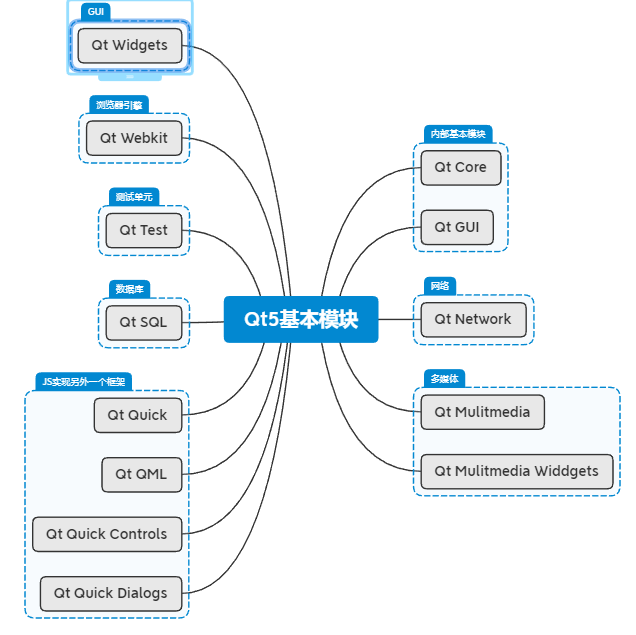 GUI
Qt Widgets
浏览器引擎
Qt Webkit
测试单元
Qt Test
数据库
Qt SQL
JS实现另外一个框架
Qt Quick
Qt QML
Qt Quick Controls
Qt Quick Dialogs
Qt5基本模块
内部基本模块
Qt Core
Qt GUI
网络
Qt Network
多媒体
Qt Mulitmedia
Qt Mulitmedia Widdgets